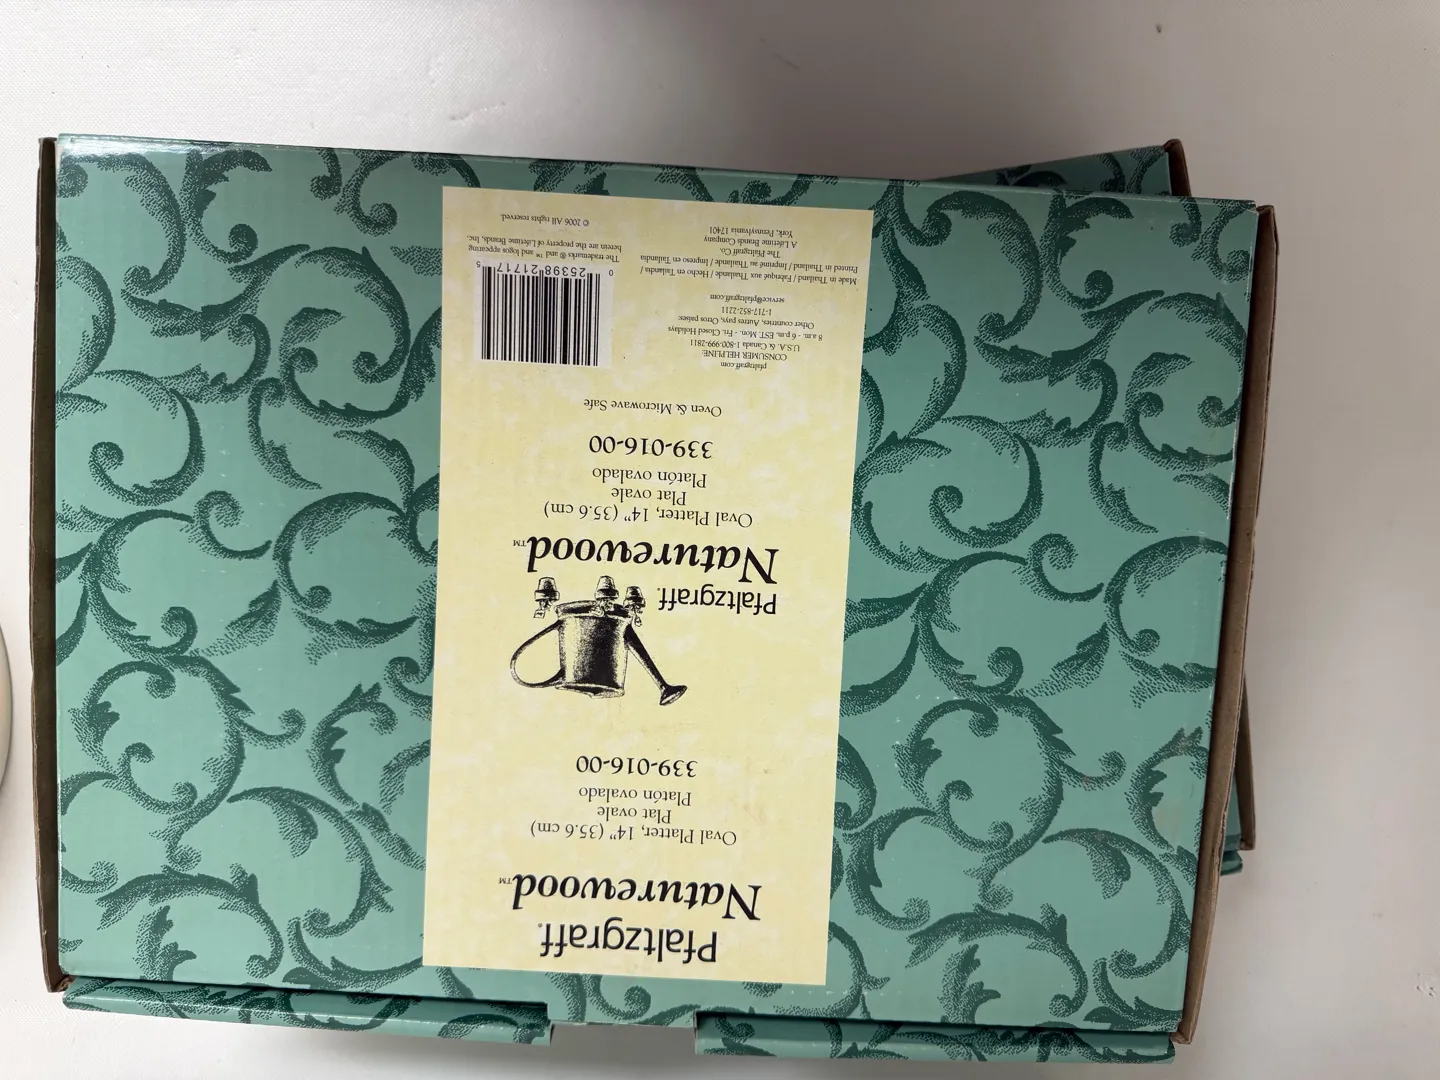 Pfaltzgraff.
Naturewood™
Oval Platter, 14" (35.6 cm)
Plat ovale
Platón ovalado
339-016-00
Pfaltzgraff.
Naturewood™
Oval Platter, 14" (35.6 cm)
Plat ovale
Platón ovalado
339-016-00
Oven & Microwave Safe
pfaltzgraff.com
CONSUMER HELPLINE:
U.S.A. & Canada 1-800-999-2811
8 a.m. - 6 p.m. EST. Mon. - Fri. Closed Holidays
Other countries, Autres pays, Otros países:
1-717-852-2211
service@pfaltzgraff.com
Made in Thailand / Fabriqué aux Thaïlande / Hecho en Tailandia /
Printed in Thailand / Imprimé au Thaïlande / Impreso en Tailandia
The Pfaltzgraff Co.
A Lifetime Brands Company
York, Pennsylvania 17401
0 25398 21717 5
The trademarks ® and ™ and logos appearing
herein are the property of Lifetime Brands, Inc.
© 2006 All rights reserved.